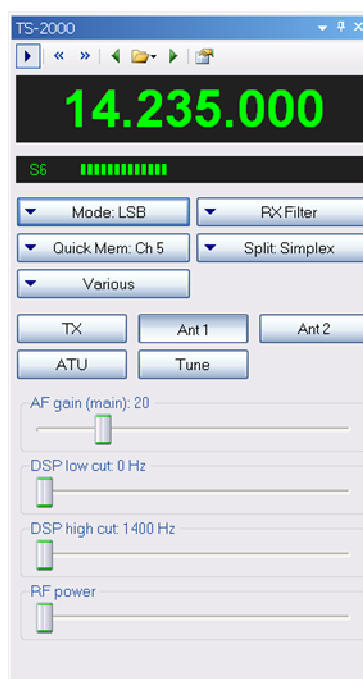 TS-2000
14.235.000
S6
Mode: LSB
RX Filter
Quick Mem: Ch 5
Split: Simplex
Various
TX
Ant 1
Ant 2
ATU
Tune
AF gain (main): 20
DSP low cut: 0 Hz
DSP high cut: 1400 Hz
RF power